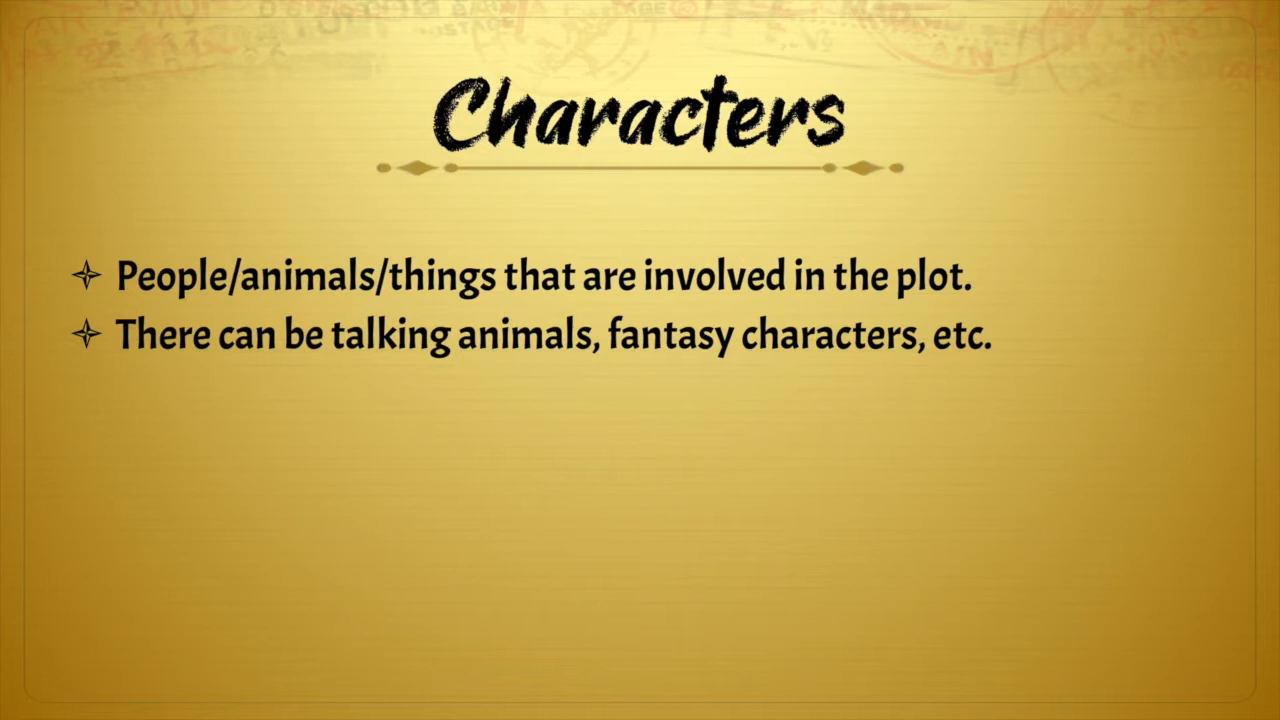 Characters
People/animals/things that are involved in the plot.
There can be talking animals, fantasy characters, etc.